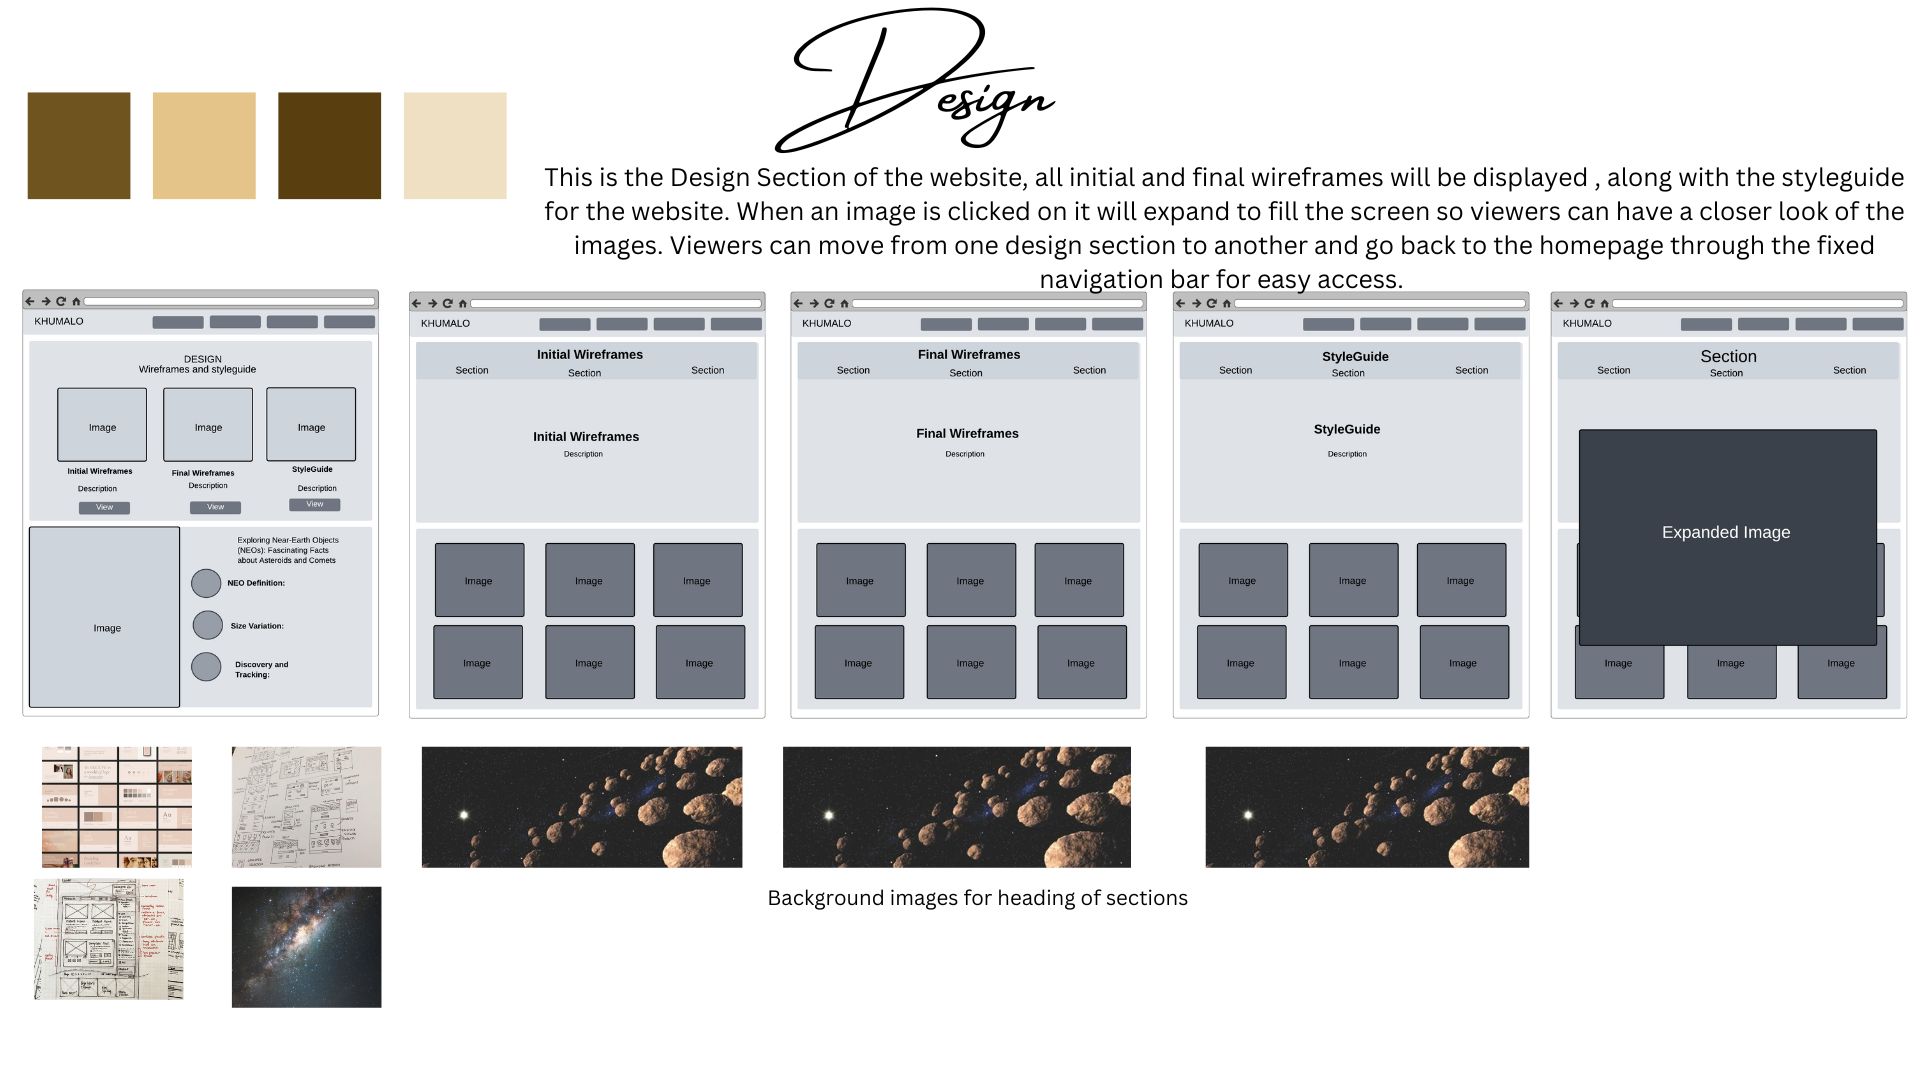 Design
This is the Design Section of the website, all initial and final wireframes will be displayed , along with the styleguide
for the website. When an image is clicked on it will expand to fill the screen so viewers can have a closer look of the
images. Viewers can move from one design section to another and go back to the homepage through the fixed
navigation bar for easy access.
KHUMALO
DESIGN
Wireframes and styleguide
Image
Image
Image
Initial Wireframes
Final Wireframes
StyleGuide
Description
Description
Description
View
View
View
Image
Exploring Near-Earth Objects
(NEOs): Fascinating Facts
about Asteroids and Comets
NEO Definition:
Size Variation:
Discovery and
Tracking:
KHUMALO
Initial Wireframes
Section
Section
Section
Initial Wireframes
Description
Image
Image
Image
Image
Image
Image
KHUMALO
Final Wireframes
Section
Section
Section
Final Wireframes
Description
Image
Image
Image
Image
Image
Image
KHUMALO
StyleGuide
Section
Section
Section
StyleGuide
Description
Image
Image
Image
Image
Image
Image
KHUMALO
Section
Section
Section
Section
Expanded Image
Image
Image
Image
Background images for heading of sections